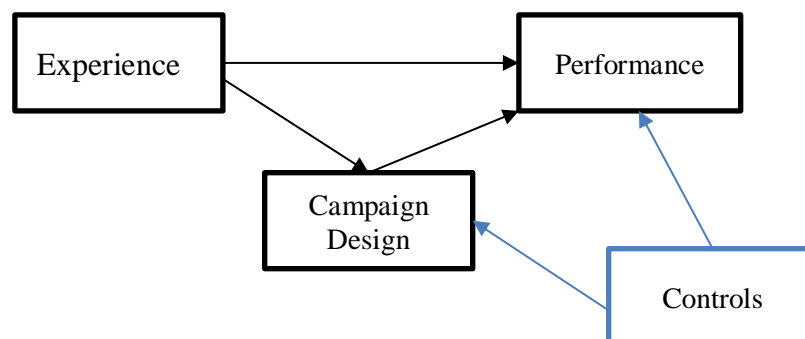 Experience
Performance
Campaign
Design
Controls